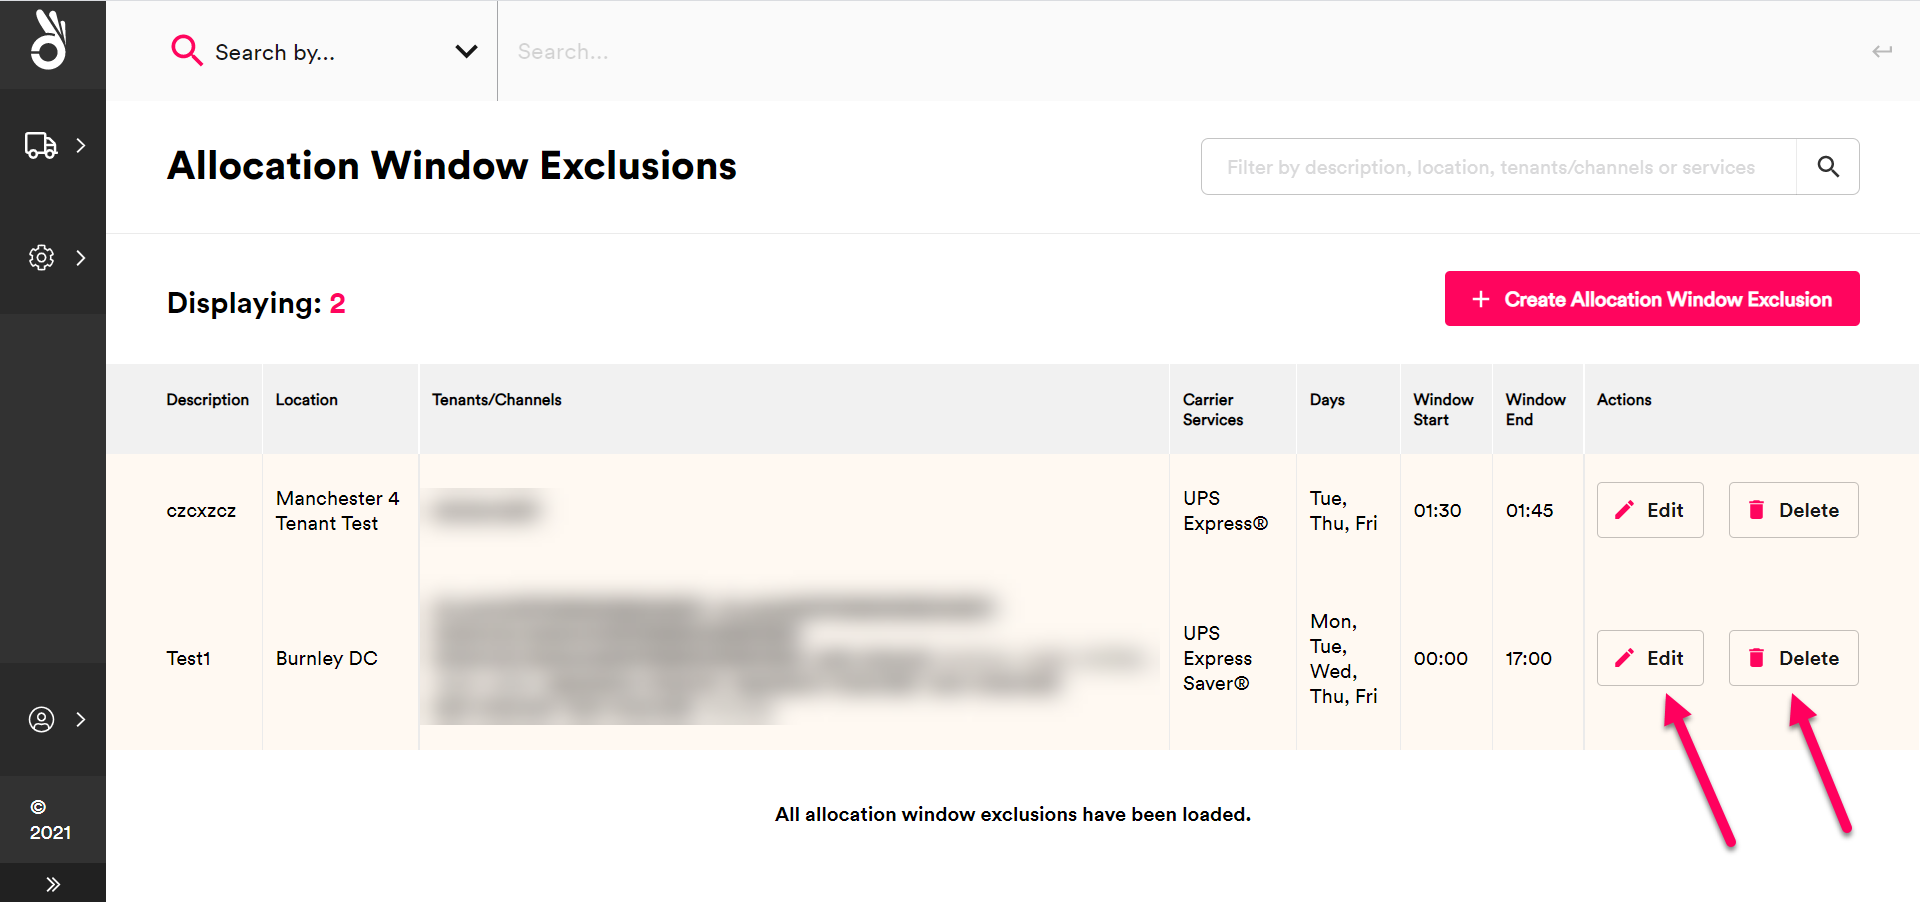 Search by...
Search...
Allocation Window Exclusions
Filter by description, location, tenants/channels or services
Displaying: 2
+ Create Allocation Window Exclusion
Description
Location
Tenants/Channels
Carrier
Services
Days
Window
Start
Window
End
Actions
czcxzcz
Manchester 4
Tenant Test
UPS
Express®
Tue,
Thu, Fri
01:30
01:45
Edit
Delete
Test1
Burnley DC
UPS
Express
Saver®
Mon,
Tue,
Wed,
Thu, Fri
00:00
17:00
Edit
Delete
All allocation window exclusions have been loaded.
©
2021